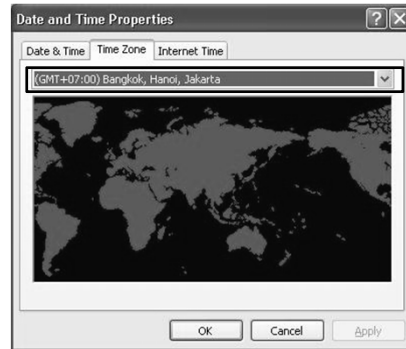 Date and Time Properties
Date & Time
Time Zone
Internet Time
(GMT+07:00) Bangkok, Hanoi, Jakarta
OK
Cancel
Apply